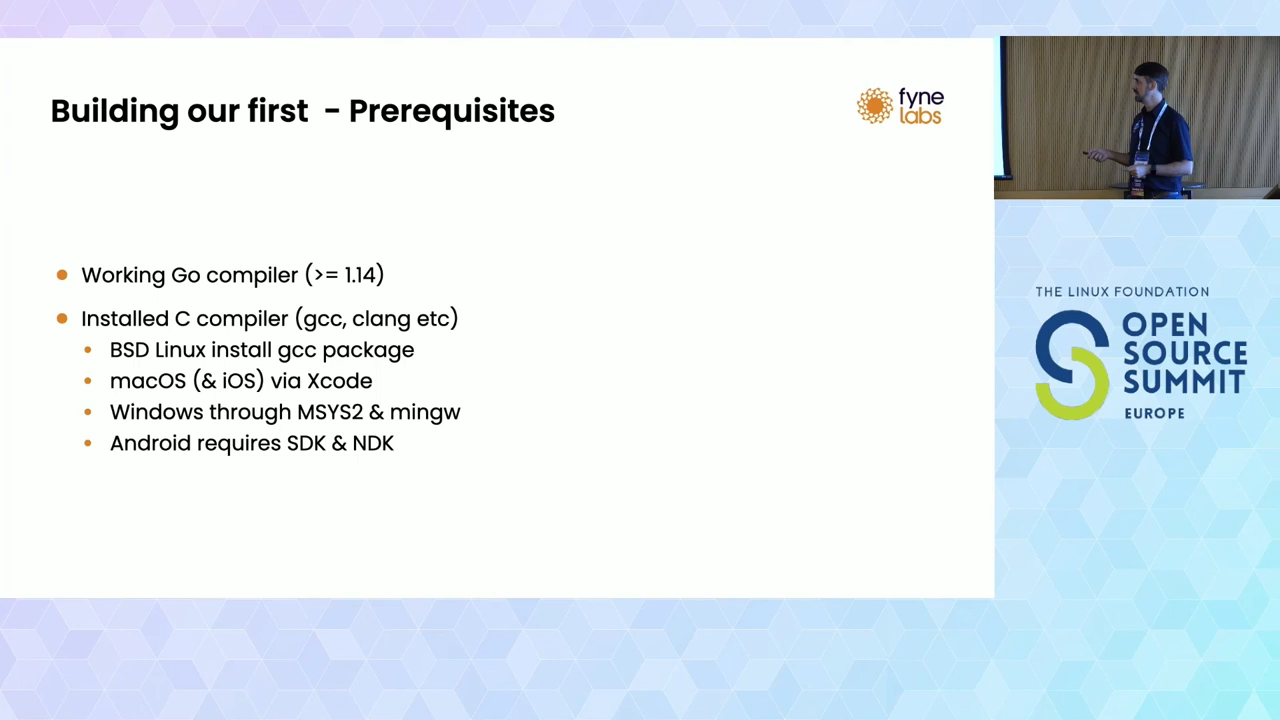 Building our first - Prerequisites
fyne
labs
Working Go compiler (>= 1.14)
Installed C compiler (gcc, clang etc)
BSD Linux install gcc package
macOS (& iOS) via Xcode
Windows through MSYS2 & mingw
Android requires SDK & NDK
THE LINUX FOUNDATION
OPEN
SOURCE
SUMMIT
EUROPE